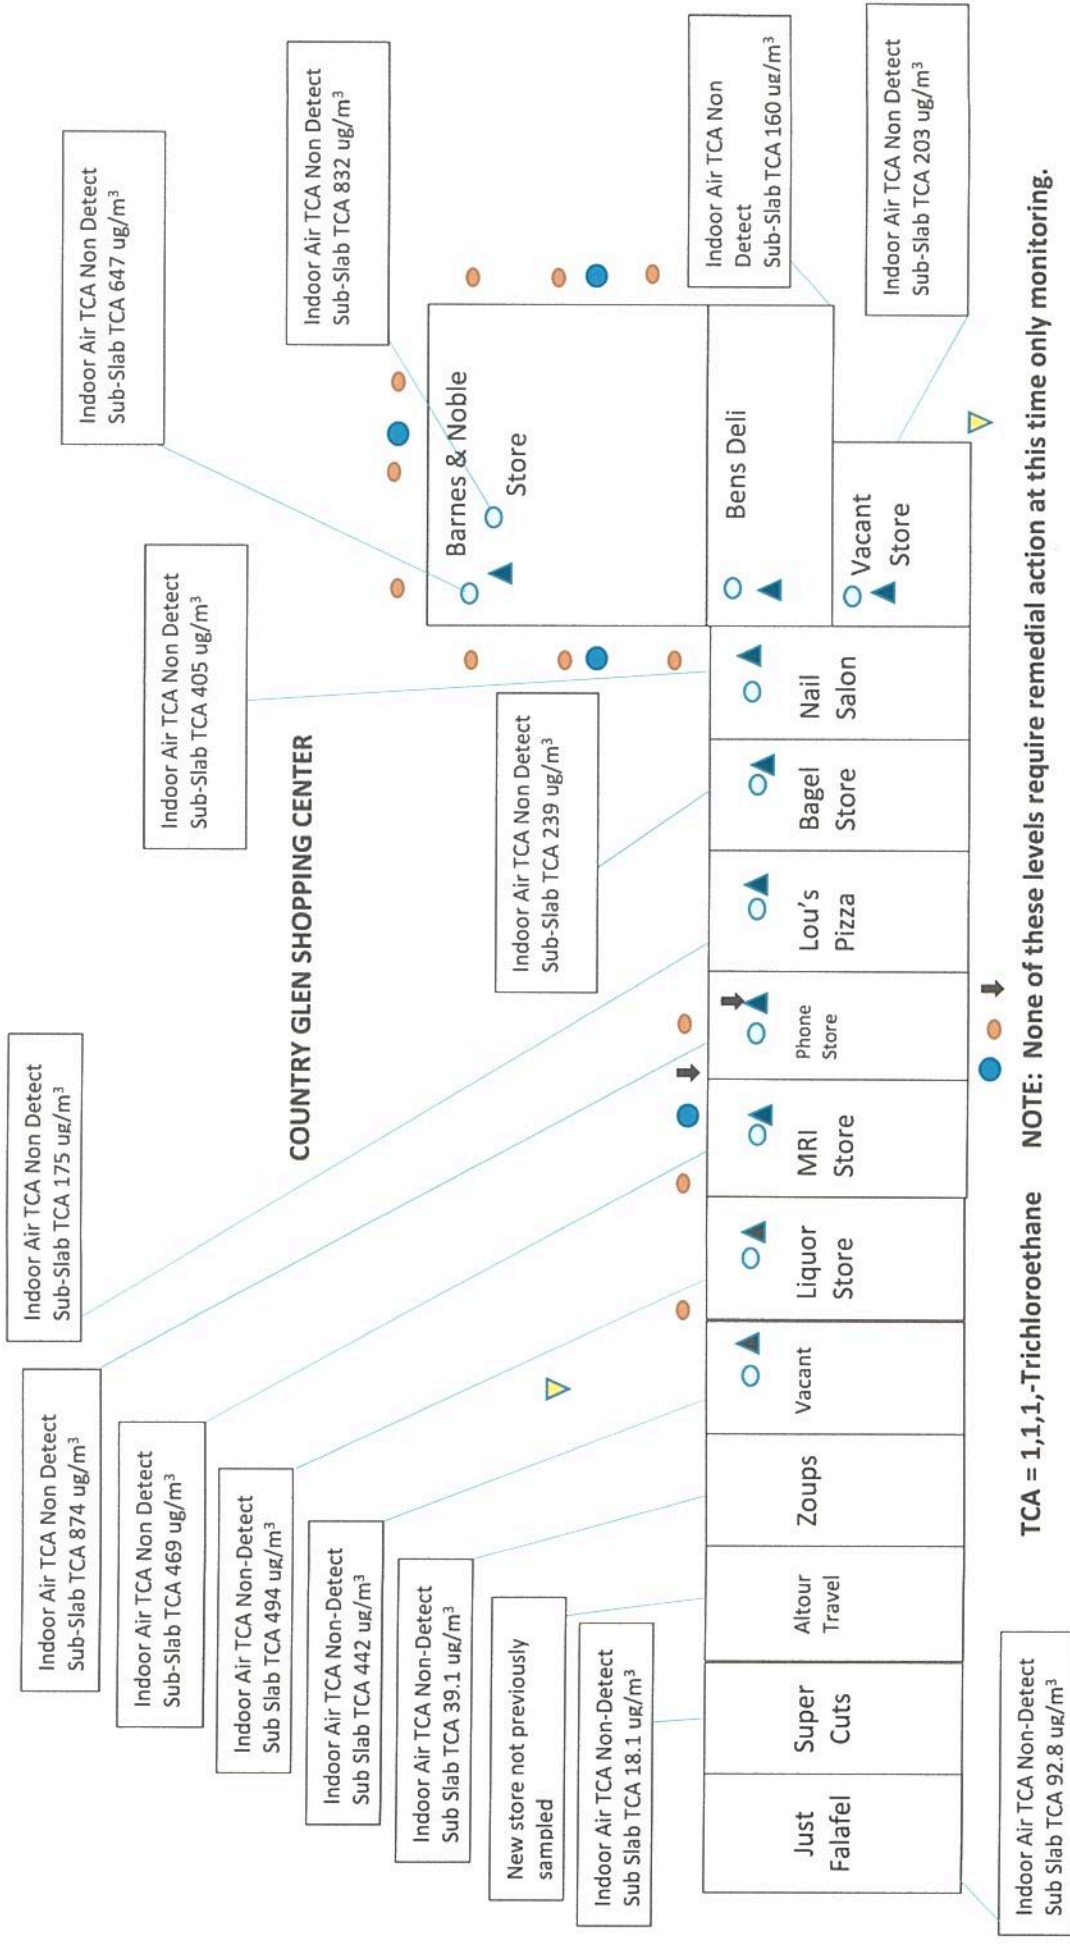 Indoor Air TCA Non Detect
Sub-Slab TCA 175 ug/m³
Indoor Air TCA Non Detect
Sub-Slab TCA 874 ug/m³
Indoor Air TCA Non Detect
Sub-Slab TCA 469 ug/m³
Indoor Air TCA Non-Detect
Sub Slab TCA 494 ug/m³
Indoor Air TCA Non-Detect
Sub Slab TCA 442 ug/m³
Indoor Air TCA Non-Detect
Sub Slab TCA 39.1 ug/m³
New store not previously
sampled
Indoor Air TCA Non-Detect
Sub Slab TCA 18.1 ug/m³
Indoor Air TCA Non-Detect
Sub Slab TCA 92.8 ug/m³
COUNTRY GLEN SHOPPING CENTER
Indoor Air TCA Non Detect
Sub-Slab TCA 239 ug/m³
Indoor Air TCA Non Detect
Sub-Slab TCA 405 ug/m³
Indoor Air TCA Non Detect
Sub-Slab TCA 647 ug/m³
Indoor Air TCA Non Detect
Sub-Slab TCA 832 ug/m³
Indoor Air TCA Non
Detect
Sub-Slab TCA 160 ug/m³
Indoor Air TCA Non Detect
Sub-Slab TCA 203 ug/m³
Just
Falafel
Super
Cuts
Altour
Travel
Zoups
Vacant
Liquor
Store
MRI
Store
Phone
Store
Lou's
Pizza
Bagel
Store
Nail
Salon
Barnes & Noble
Store
Bens Deli
Vacant
Store
TCA = 1,1,1,-Trichloroethane NOTE: None of these levels require remedial action at this time only monitoring.